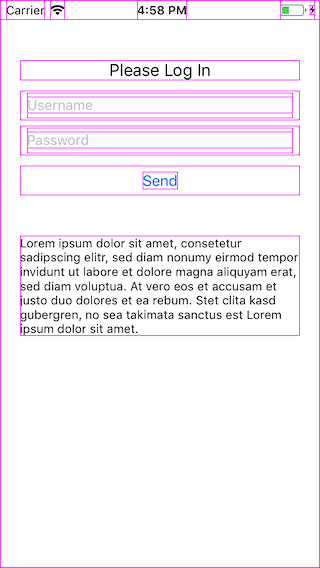 Carrier 4:58 PM
Please Log In
Username
Password
Send
Lorem ipsum dolor sit amet, consetetur
sadipscing elitr, sed diam nonumy eirmod tempor
invidunt ut labore et dolore magna aliquyam erat,
sed diam voluptua. At vero eos et accusam et
justo duo dolores et ea rebum. Stet clita kasd
gubergren, no sea takimata sanctus est Lorem
ipsum dolor sit amet.